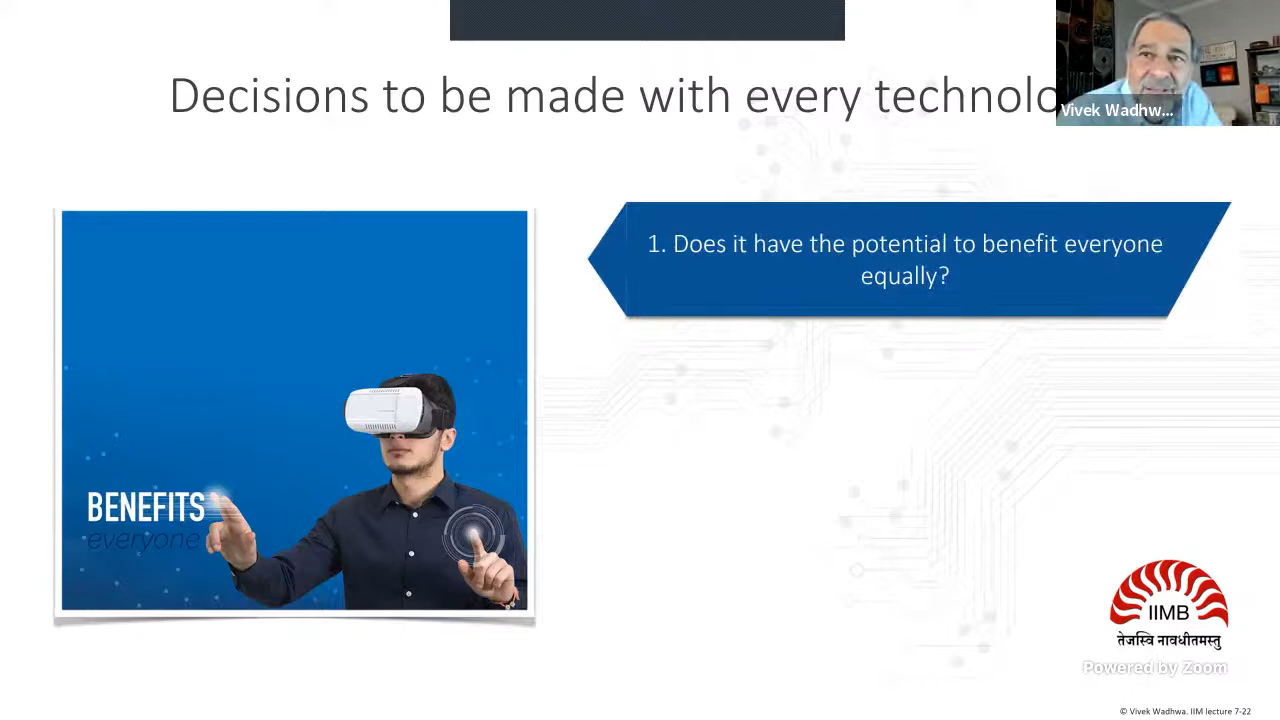 Decisions to be made with every technolo
Vivek Wadhw...
1. Does it have the potential to benefit everyone
equally?
BENEFITS
everyone
IIMB
तेजस्वि नावधीतमस्तु
Powered by Zoom
© Vivek Wadhwa. IIM lecture 7-22